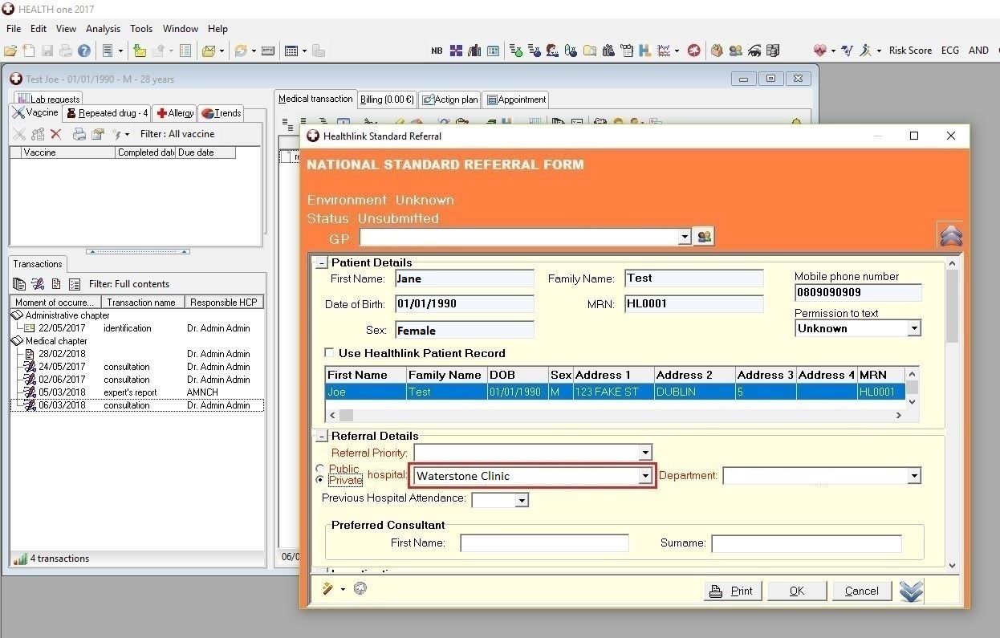 HEALTH one 2017
File Edit View Analysis Tools Window Help
NB Risk Score ECG AND
Test Joe - 01/01/1990 - M - 28 years
Lab requests
Vaccine Repeated drug - 4 Allergy Trends
Filter : All vaccine
Vaccine Completed dat Due date
Transactions
Filter: Full contents
Moment of occurre... Transaction name Responsible HCP
Administrative chapter
22/05/2017 identification Dr. Admin Admin
Medical chapter
28/02/2018 Dr. Admin Admin
24/05/2017 consultation Dr. Admin Admin
02/06/2017 consultation Dr. Admin Admin
05/03/2018 expert's report AMNCH
06/03/2018 consultation Dr. Admin Admin
4 transactions
Medical transaction Billing (0.00 €) Action plan Appointment
re
06/0
Healthlink Standard Referral
NATIONAL STANDARD REFERRAL FORM
Environment Unknown
Status Unsubmitted
GP
- Patient Details
First Name: Jane Family Name: Test Mobile phone number
0809090909
Date of Birth: 01/01/1990 MRN: HL0001
Permission to text
Sex: Female Unknown
Use Healthlink Patient Record
First Name Family Name DOB Sex Address 1 Address 2 Address 3 Address 4 MRN
Joe Test 01/01/1990 M 123 FAKE ST DUBLIN 5 HL0001
- Referral Details
Referral Priority:
Public
Private hospital: Waterstone Clinic Department:
Previous Hospital Attendance:
Preferred Consultant
First Name: Surname:
Print OK Cancel